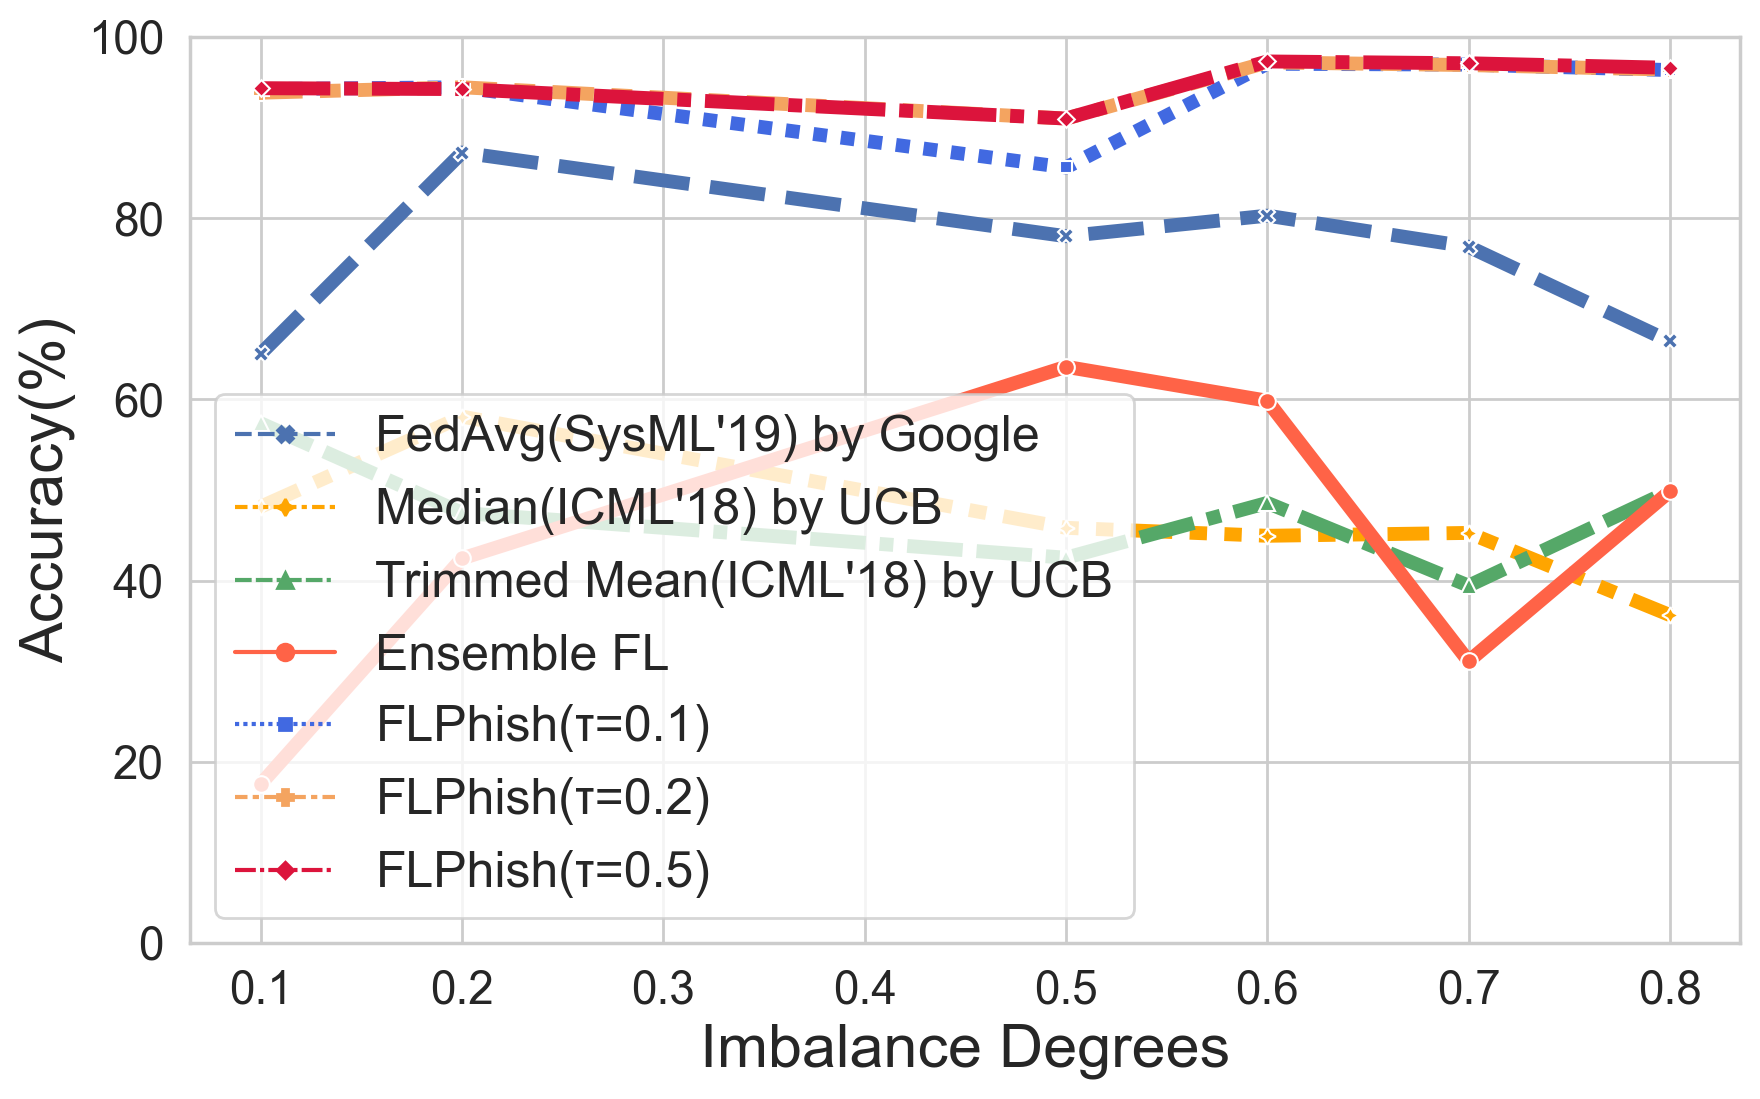 100
80
60
40
20
0
Accuracy(%)
FedAvg(SysML'19) by Google
Median(ICML'18) by UCB
Trimmed Mean(ICML'18) by UCB
Ensemble FL
FLPhish(τ=0.1)
FLPhish(τ=0.2)
FLPhish(τ=0.5)
0.1 0.2 0.3 0.4 0.5 0.6 0.7 0.8
Imbalance Degrees